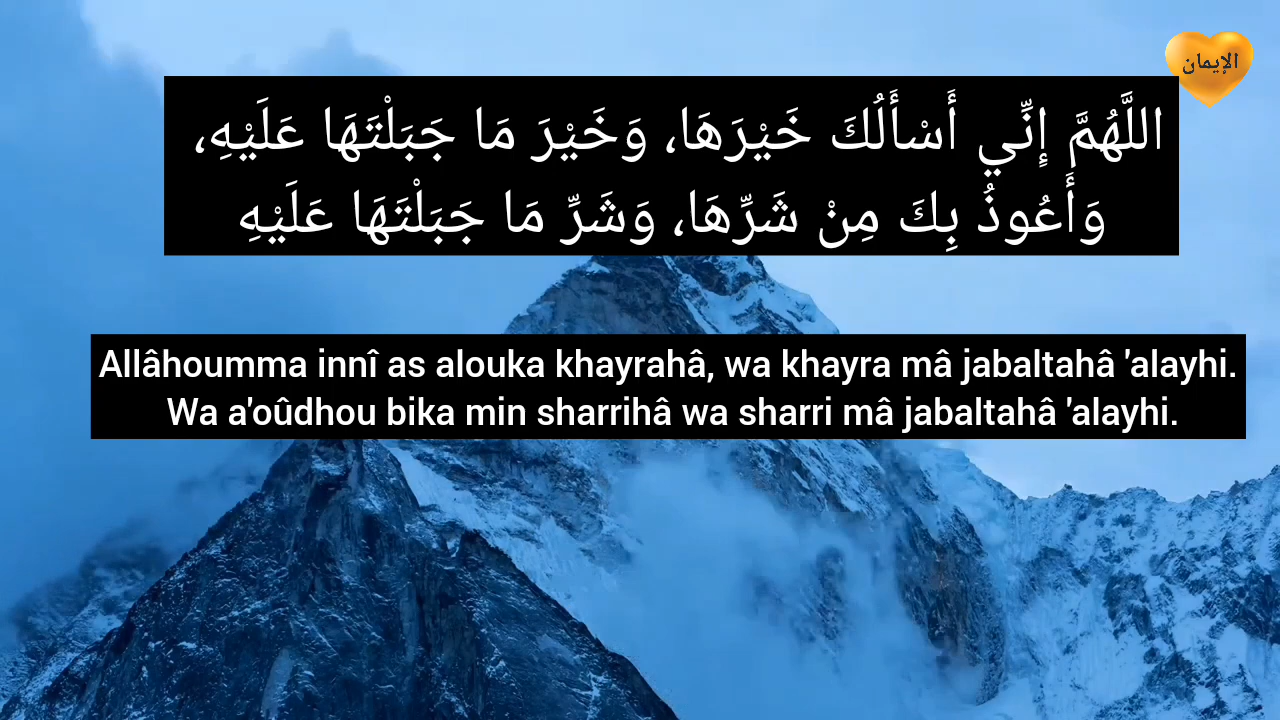 الإيمان
اللَّهُمَّ إِنِّي أَسْأَلُكَ خَيْرَهَا، وَخَيْرَ مَا جَبَلْتَهَا عَلَيْهِ،
وَأَعُوذُ بِكَ مِنْ شَرِّهَا، وَشَرِّ مَا جَبَلْتَهَا عَلَيْهِ
Allâhoumma innî as alouka khayrahâ, wa khayra mâ jabaltahâ 'alayhi.
Wa a'oûdhou bika min sharrihâ wa sharri mâ jabaltahâ 'alayhi.